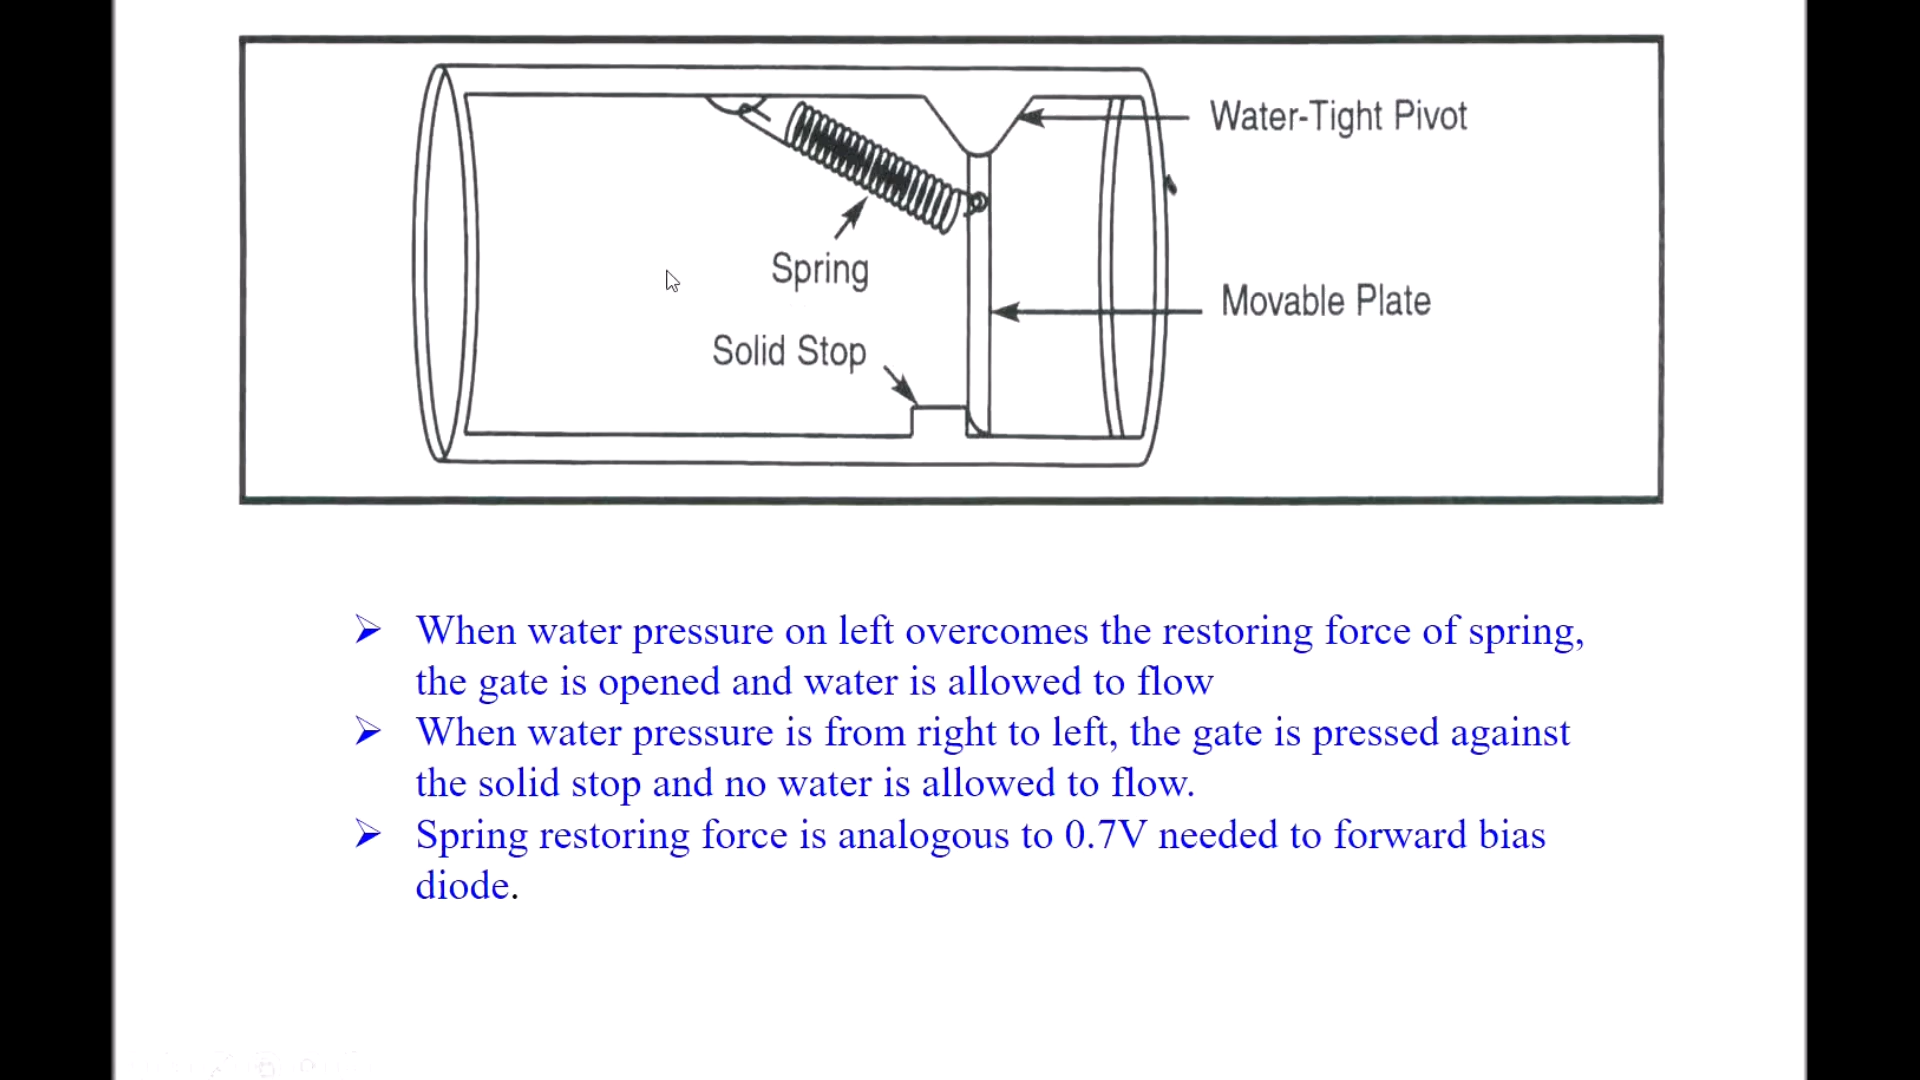 Water-Tight Pivot
Spring
Movable Plate
Solid Stop
➢ When water pressure on left overcomes the restoring force of spring,
the gate is opened and water is allowed to flow
➢ When water pressure is from right to left, the gate is pressed against
the solid stop and no water is allowed to flow.
➢ Spring restoring force is analogous to 0.7V needed to forward bias
diode.